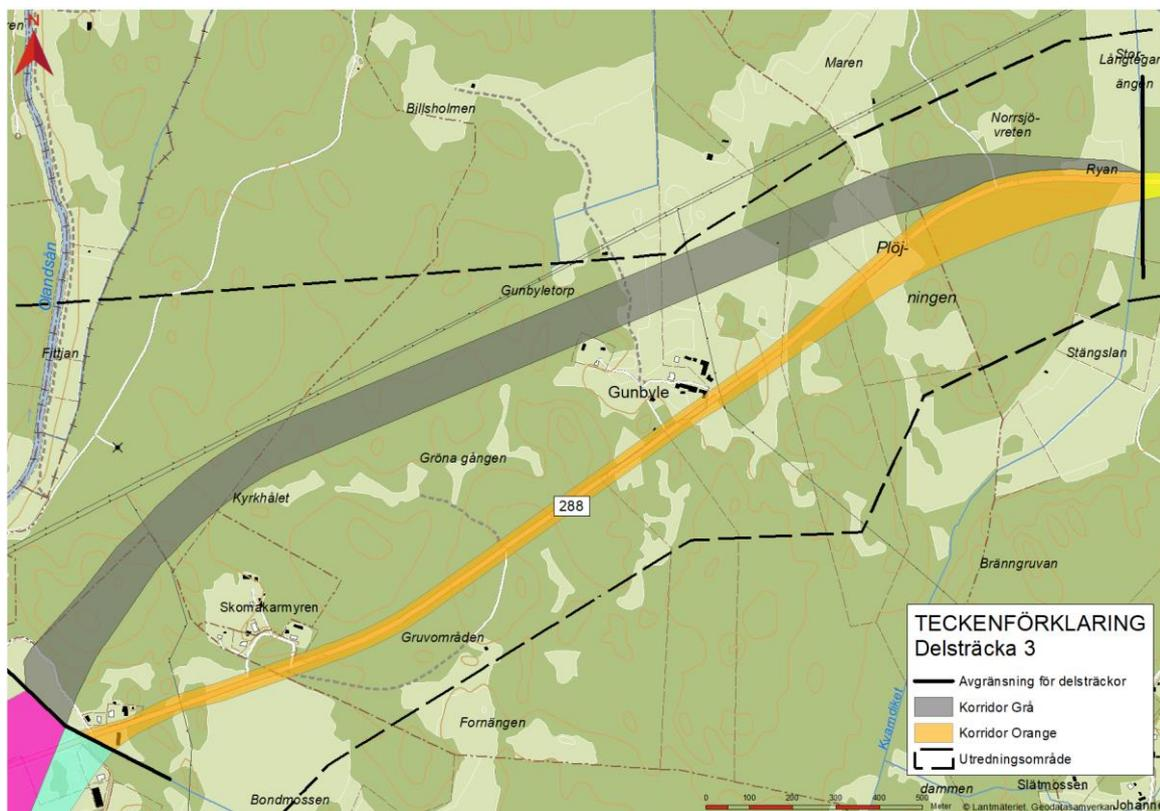 N
Maren
Stor-
Långtegar
ängen
Billsholmen
Norrsjö-
vreten
Ryan
Olandsån
Plöj-
Gunbyletorp
ningen
Fittjan
Stängslan
Gunbyle
Gröna gången
Kyrkhålet
288
Bränngruvan
Skomakarmyren
Gruvområden
TECKENFÖRKLARING
Delsträcka 3
Avgränsning för delsträckor
Korridor Grå
Korridor Orange
Utredningsområde
Fornängen
Kvarndiket
dammen
Slätmossen
Bondmossen
0 100 200 300 400 500
Meter
© Lantmäteriet, Geodatasamverkan
Johann